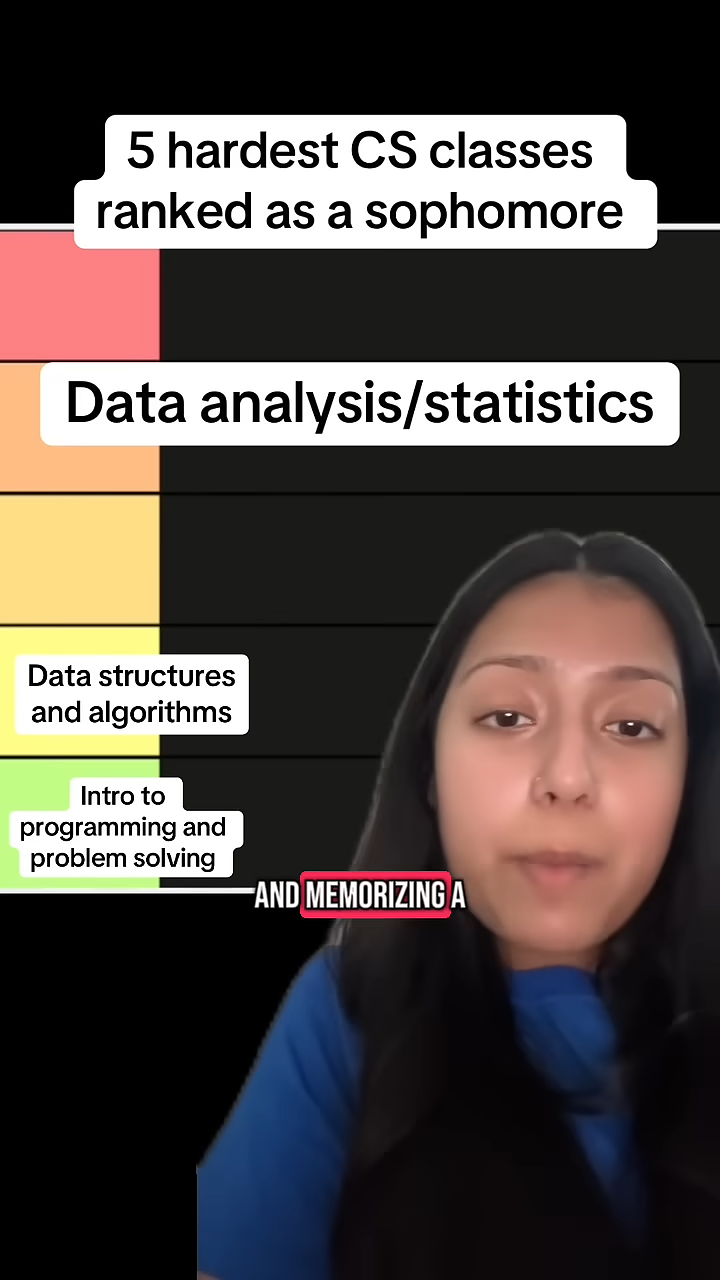 5 hardest CS classes
ranked as a sophomore
Data analysis/statistics
Data structures
and algorithms
Intro to
programming and
problem solving
AND MEMORIZING A